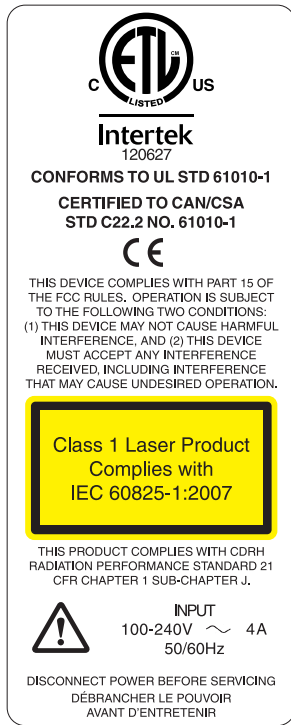 ETL
CM
C
US
LISTED
Intertek
120627
CONFORMS TO UL STD 61010-1
CERTIFIED TO CAN/CSA
STD C22.2 NO. 61010-1
CE
THIS DEVICE COMPLIES WITH PART 15 OF
THE FCC RULES. OPERATION IS SUBJECT
TO THE FOLLOWING TWO CONDITIONS:
(1) THIS DEVICE MAY NOT CAUSE HARMFUL
INTERFERENCE, AND (2) THIS DEVICE
MUST ACCEPT ANY INTERFERENCE
RECEIVED, INCLUDING INTERFERENCE
THAT MAY CAUSE UNDESIRED OPERATION.
Class 1 Laser Product
Complies with
IEC 60825-1:2007
THIS PRODUCT COMPLIES WITH CDRH
RADIATION PERFORMANCE STANDARD 21
CFR CHAPTER 1 SUB-CHAPTER J.
INPUT
100-240V ~ 4A
50/60Hz
DISCONNECT POWER BEFORE SERVICING
DÉBRANCHER LE POUVOIR
AVANT D'ENTRETENIR